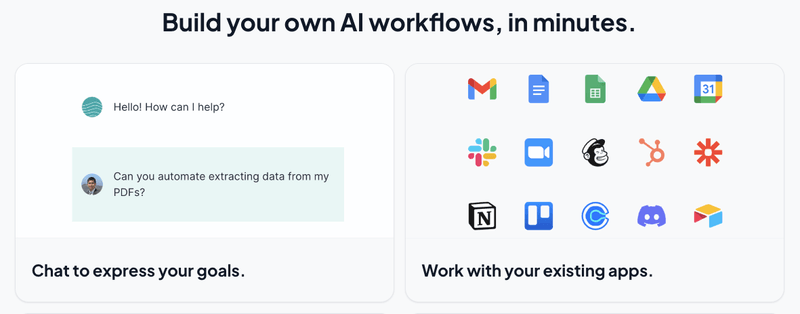 Build your own AI workflows, in minutes.
Hello! How can I help?
Can you automate extracting data from my
PDFs?
31
N
Chat to express your goals.
Work with your existing apps.